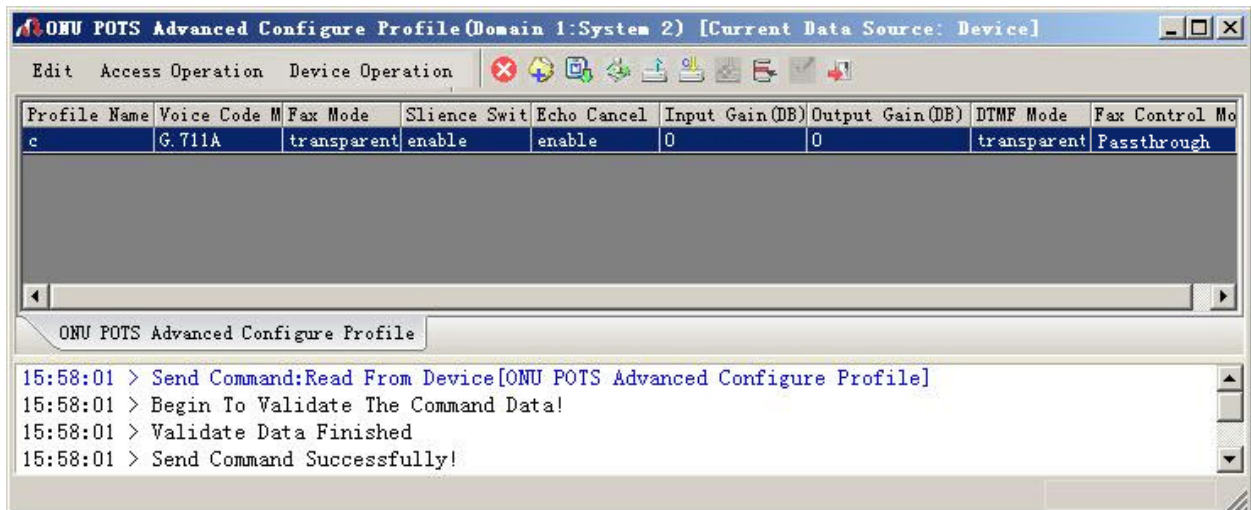 ONU POTS Advanced Configure Profile(Domain 1:System 2) [Current Data Source: Device]
Edit Access Operation Device Operation
Profile Name Voice Code M Fax Mode Slience Swit Echo Cancel Input Gain(DB) Output Gain(DB) DTMF Mode Fax Control Mo
c G.711A transparent enable enable 0 0 transparent Passthrough
ONU POTS Advanced Configure Profile
15:58:01 > Send Command:Read From Device[ONU POTS Advanced Configure Profile]
15:58:01 > Begin To Validate The Command Data!
15:58:01 > Validate Data Finished
15:58:01 > Send Command Successfully!